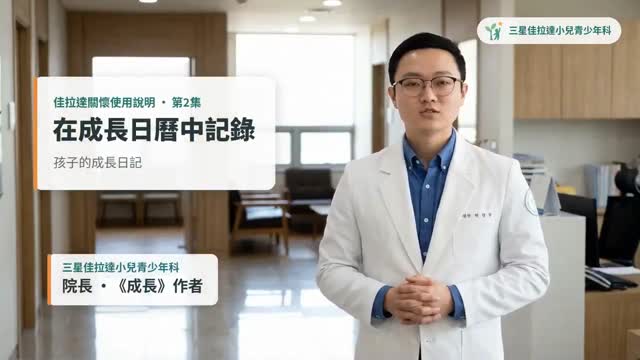 三星佳拉達小兒青少年科
佳拉達關懷使用說明 · 第2集
在成長日曆中記錄
孩子的成長日記
三星佳拉達小兒青少年科
院長 · 《成長》作者